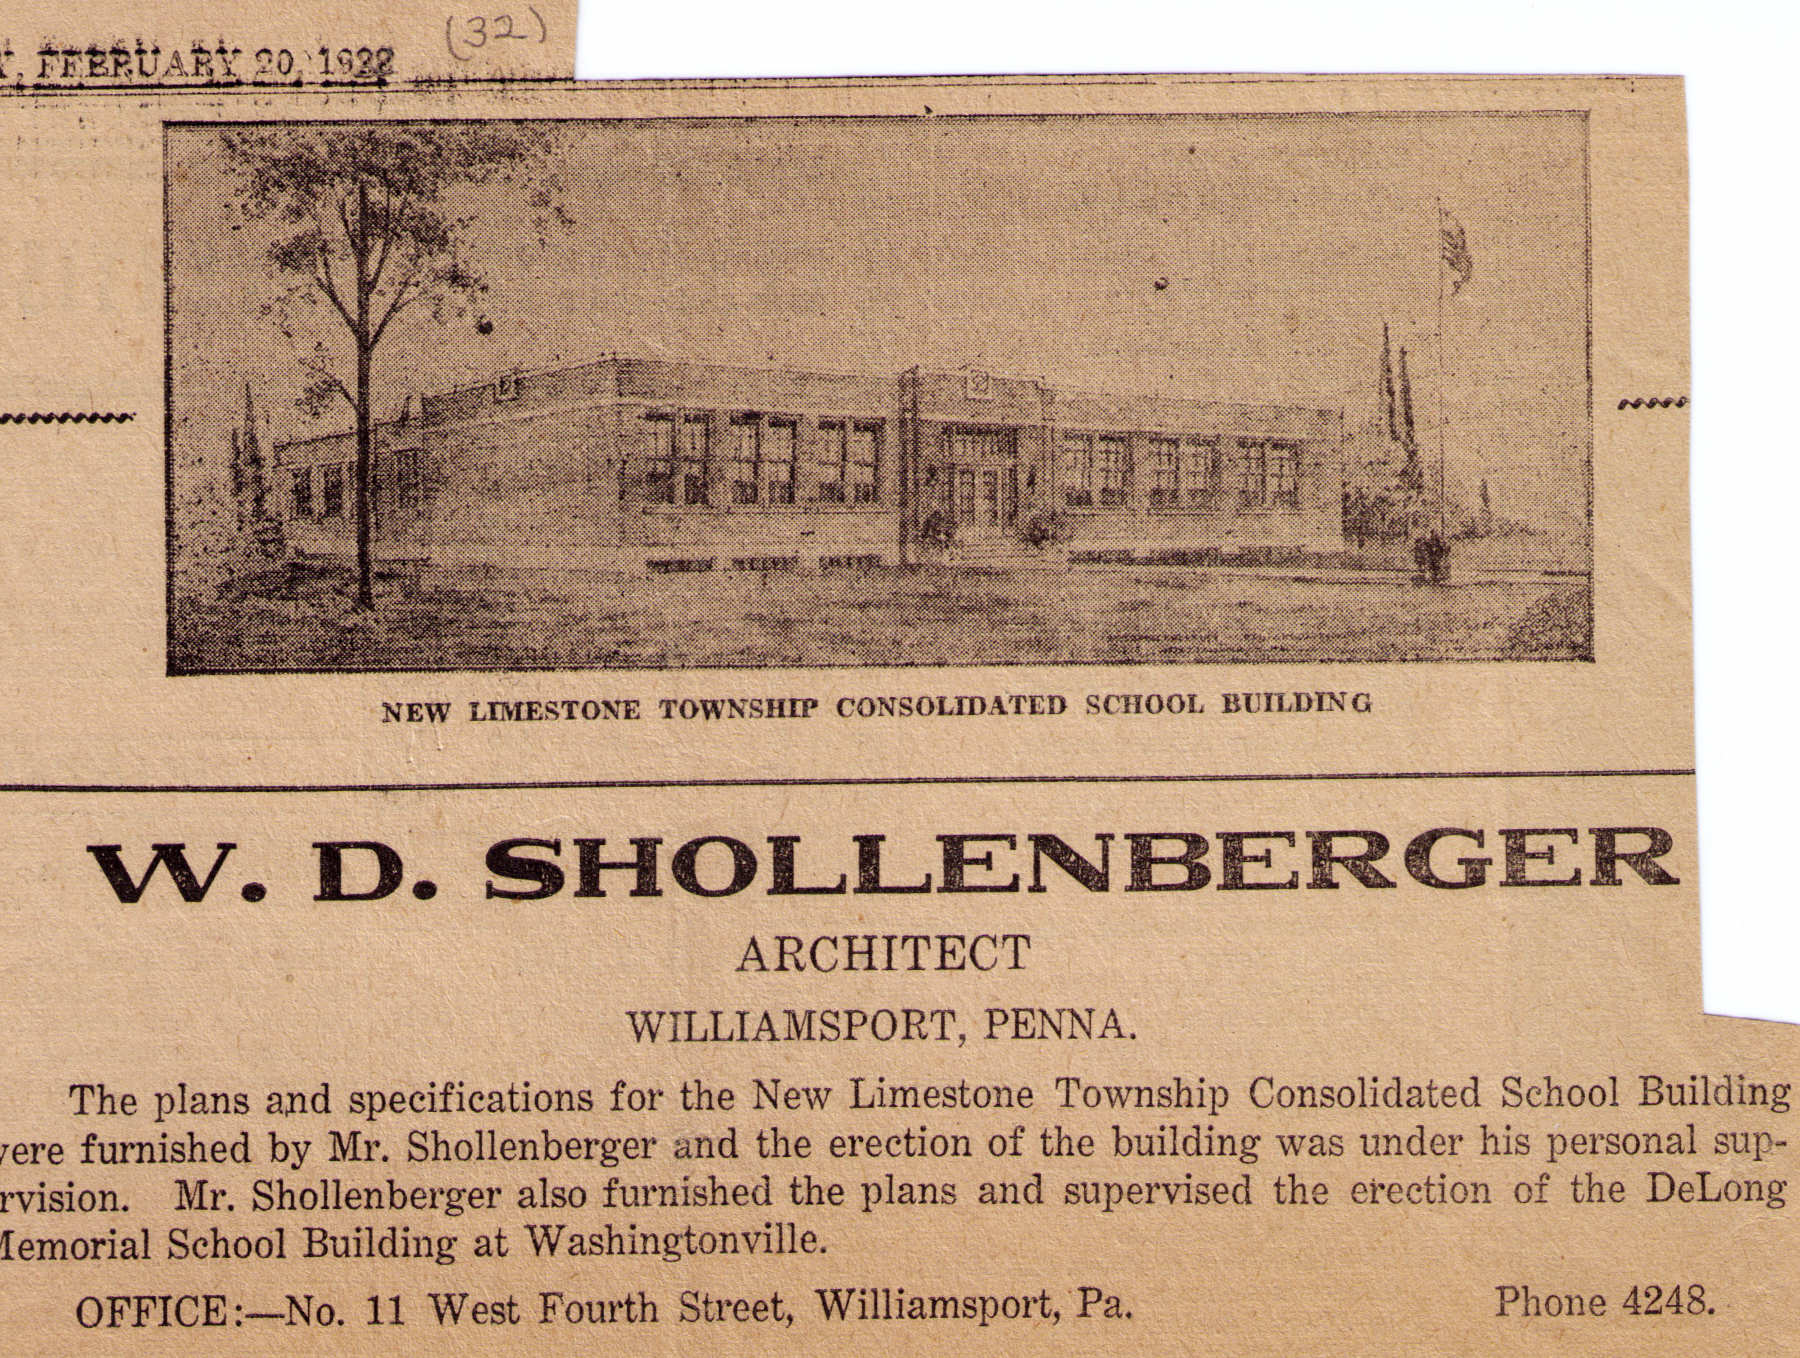 (32)
Y, FEBRUARY 20, 1922
NEW LIMESTONE TOWNSHIP CONSOLIDATED SCHOOL BUILDING
W. D. SHOLLENBERGER
ARCHITECT
WILLIAMSPORT, PENNA.
The plans and specifications for the New Limestone Township Consolidated School Building
vere furnished by Mr. Shollenberger and the erection of the building was under his personal sup-
rvision. Mr. Shollenberger also furnished the plans and supervised the erection of the DeLong
Memorial School Building at Washingtonville.
OFFICE:—No. 11 West Fourth Street, Williamsport, Pa. Phone 4248.